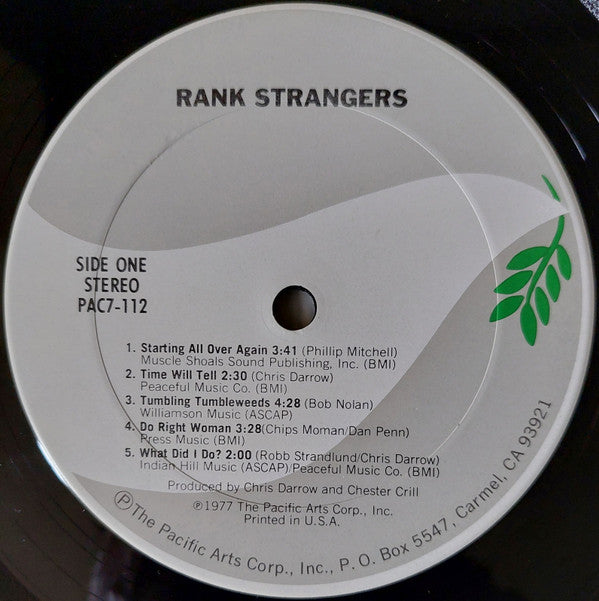 RANK STRANGERS
SIDE ONE
STEREO
PAC7-112
1. Starting All Over Again 3:41 (Phillip Mitchell)
Muscle Shoals Sound Publishing, Inc. (BMI)
2. Time Will Tell 2:30 (Chris Darrow)
Peaceful Music Co. (BMI)
3. Tumbling Tumbleweeds 4:28 (Bob Nolan)
Williamson Music (ASCAP)
4. Do Right Woman 3:28 (Chips Moman/Dan Penn)
Press Music (BMI)
5. What Did I Do? 2:00 (Robb Strandlund/Chris Darrow)
Indian Hill Music (ASCAP)/Peaceful Music Co. (BMI)
Produced by Chris Darrow and Chester Crill
℗1977 The Pacific Arts Corp., Inc.
Printed in U.S.A.
℗The Pacific Arts Corp., Inc., P. O. Box 5547, Carmel, CA 93921